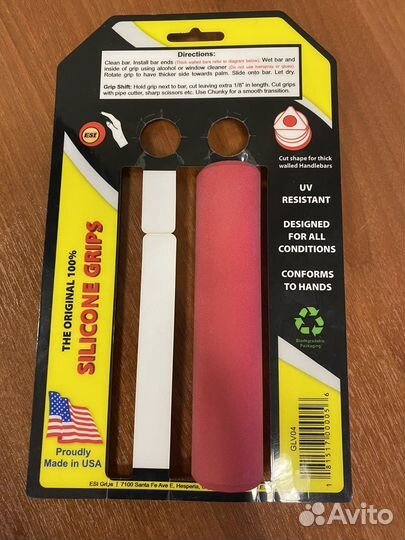 Directions:
Clean bar. Install bar ends (Thick walled bars refer to diagram below). Wet bar and
inside of grip using alcohol or window cleaner (Do not use hairspray or glues)
Rotate grip to have thicker side towards palm. Slide onto bar. Let dry.
Grip Shift: Hold grip next to bar, cut leaving extra 1/8" in length. Cut grips
with pipe cutter, sharp scissors etc. Use Chunky for a smooth transition.
ESI
Cut shape for thick
walled Handlebars
UV
RESISTANT
DESIGNED
FOR ALL
CONDITIONS
CONFORMS
TO HANDS
Biodegradable
Packaging
THE ORIGINAL 100%
SILICONE GRIPS
Proudly
Made in USA
GLV04
1 81517 00005 6
ESI Grips | 7100 Santa Fe Ave E, Hesperia,
Avito